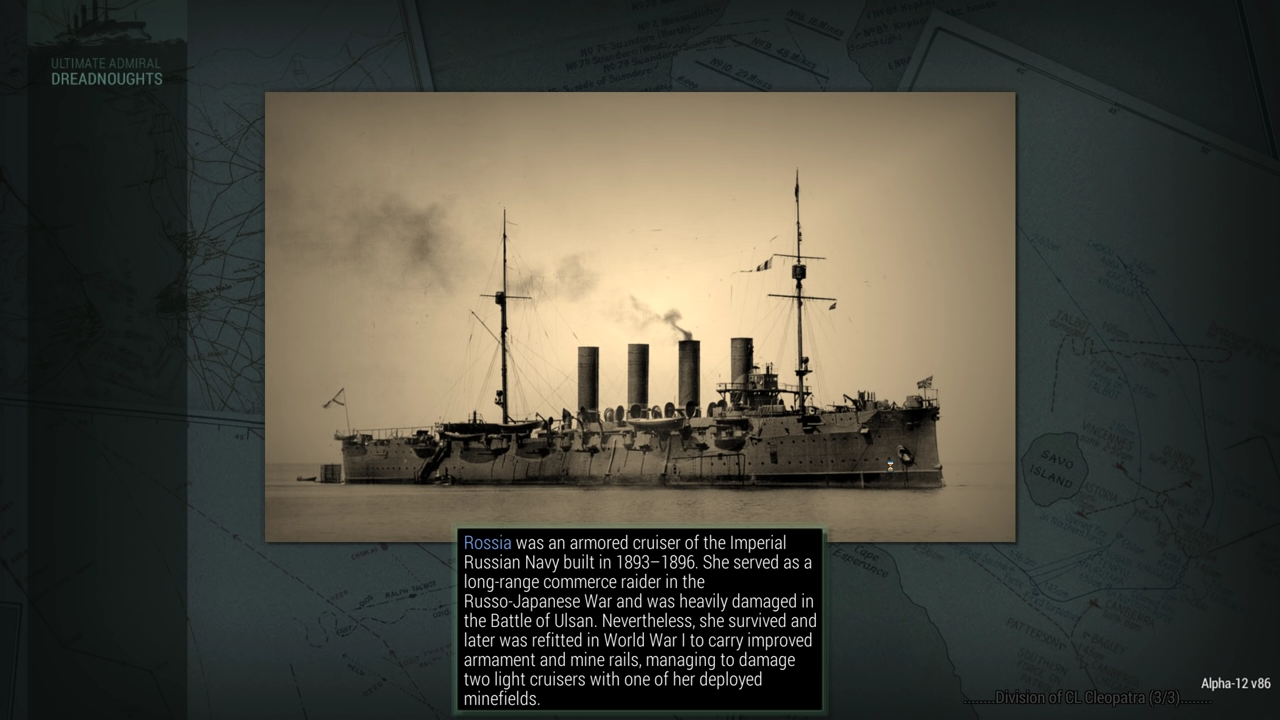 ULTIMATE ADMIRAL
DREADNOUGHTS
SAVO
ISLAND
Cape
Esperance
Rossia was an armored cruiser of the Imperial
Russian Navy built in 1893–1896. She served as a
long-range commerce raider in the
Russo-Japanese War and was heavily damaged in
the Battle of Ulsan. Nevertheless, she survived and
later was refitted in World War I to carry improved
armament and mine rails, managing to damage
two light cruisers with one of her deployed
minefields.
Alpha-12 v86
........Division of CL Cleopatra (3/3)........